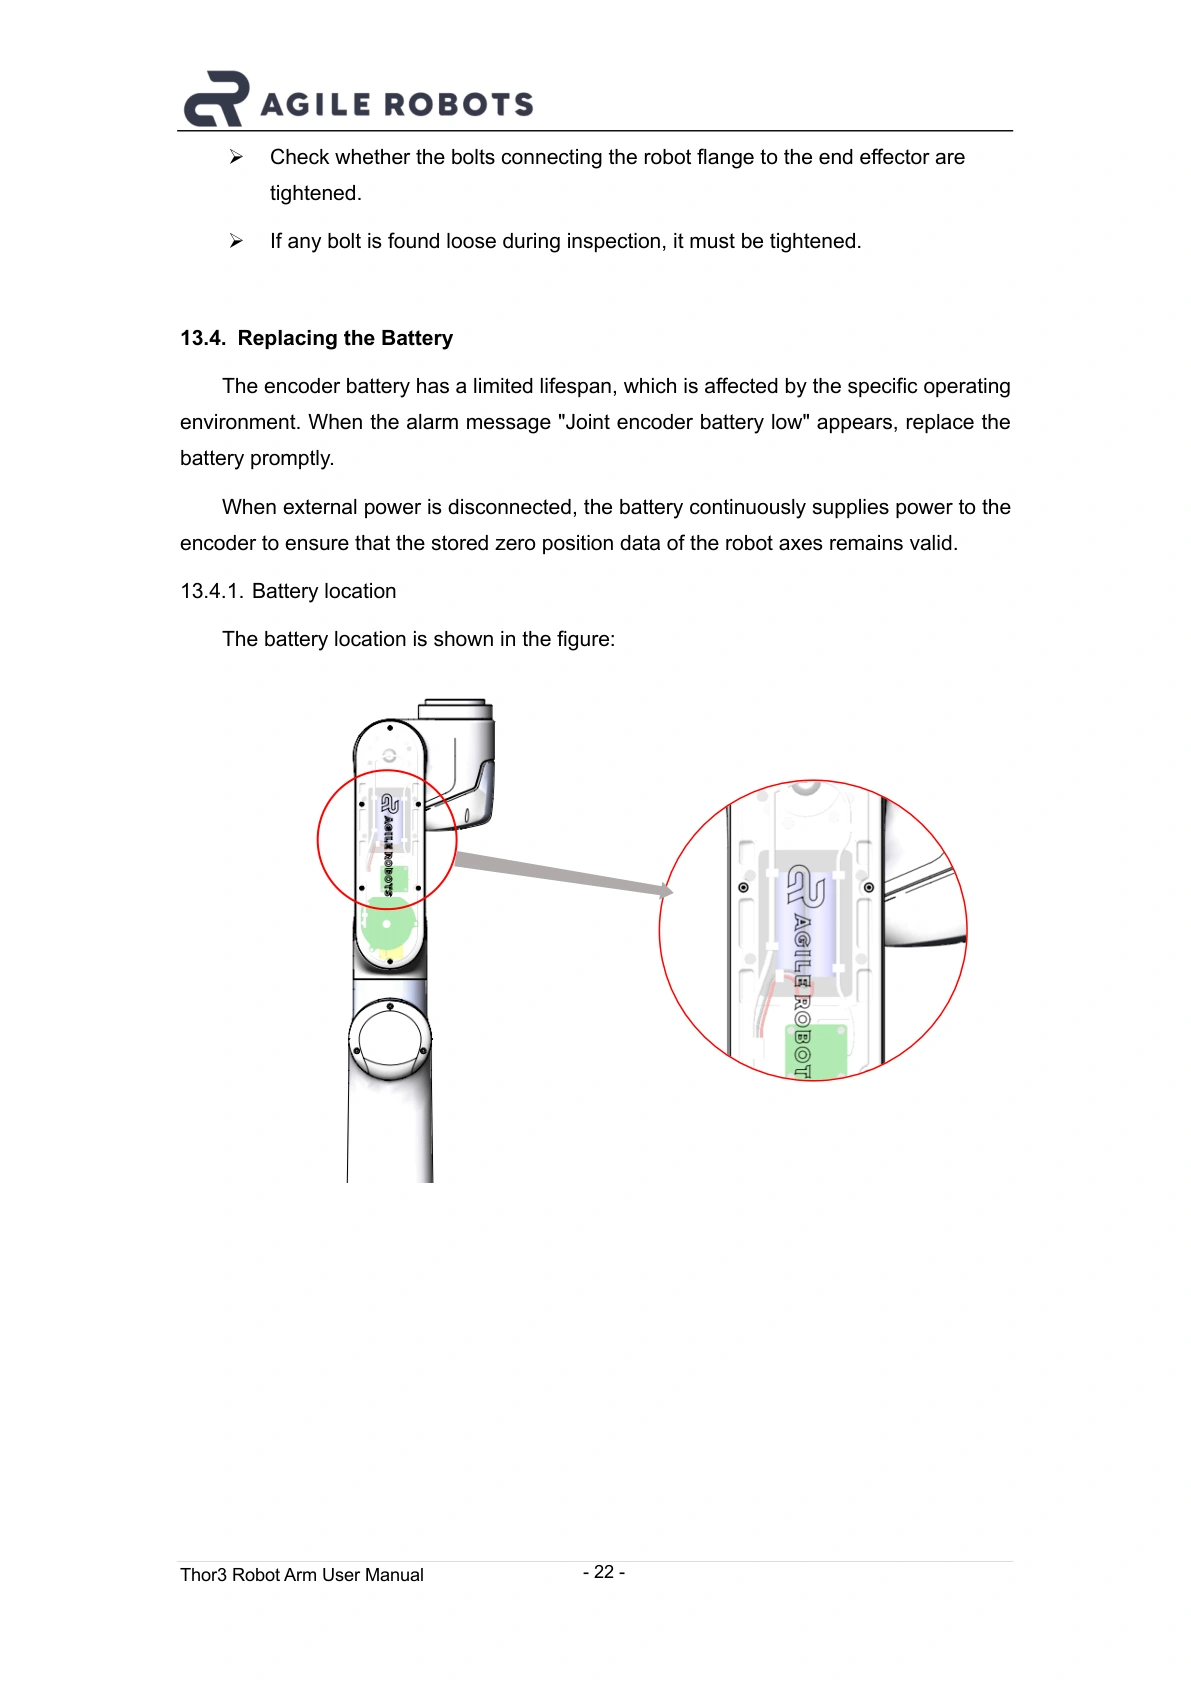 AGILE ROBOTS
➢ Check whether the bolts connecting the robot flange to the end effector are
tightened.
➢ If any bolt is found loose during inspection, it must be tightened.
13.4. Replacing the Battery
The encoder battery has a limited lifespan, which is affected by the specific operating
environment. When the alarm message "Joint encoder battery low" appears, replace the
battery promptly.
When external power is disconnected, the battery continuously supplies power to the
encoder to ensure that the stored zero position data of the robot axes remains valid.
13.4.1. Battery location
The battery location is shown in the figure:
AGILE ROBOTS
AGILE ROBOT
Thor3 Robot Arm User Manual
- 22 -